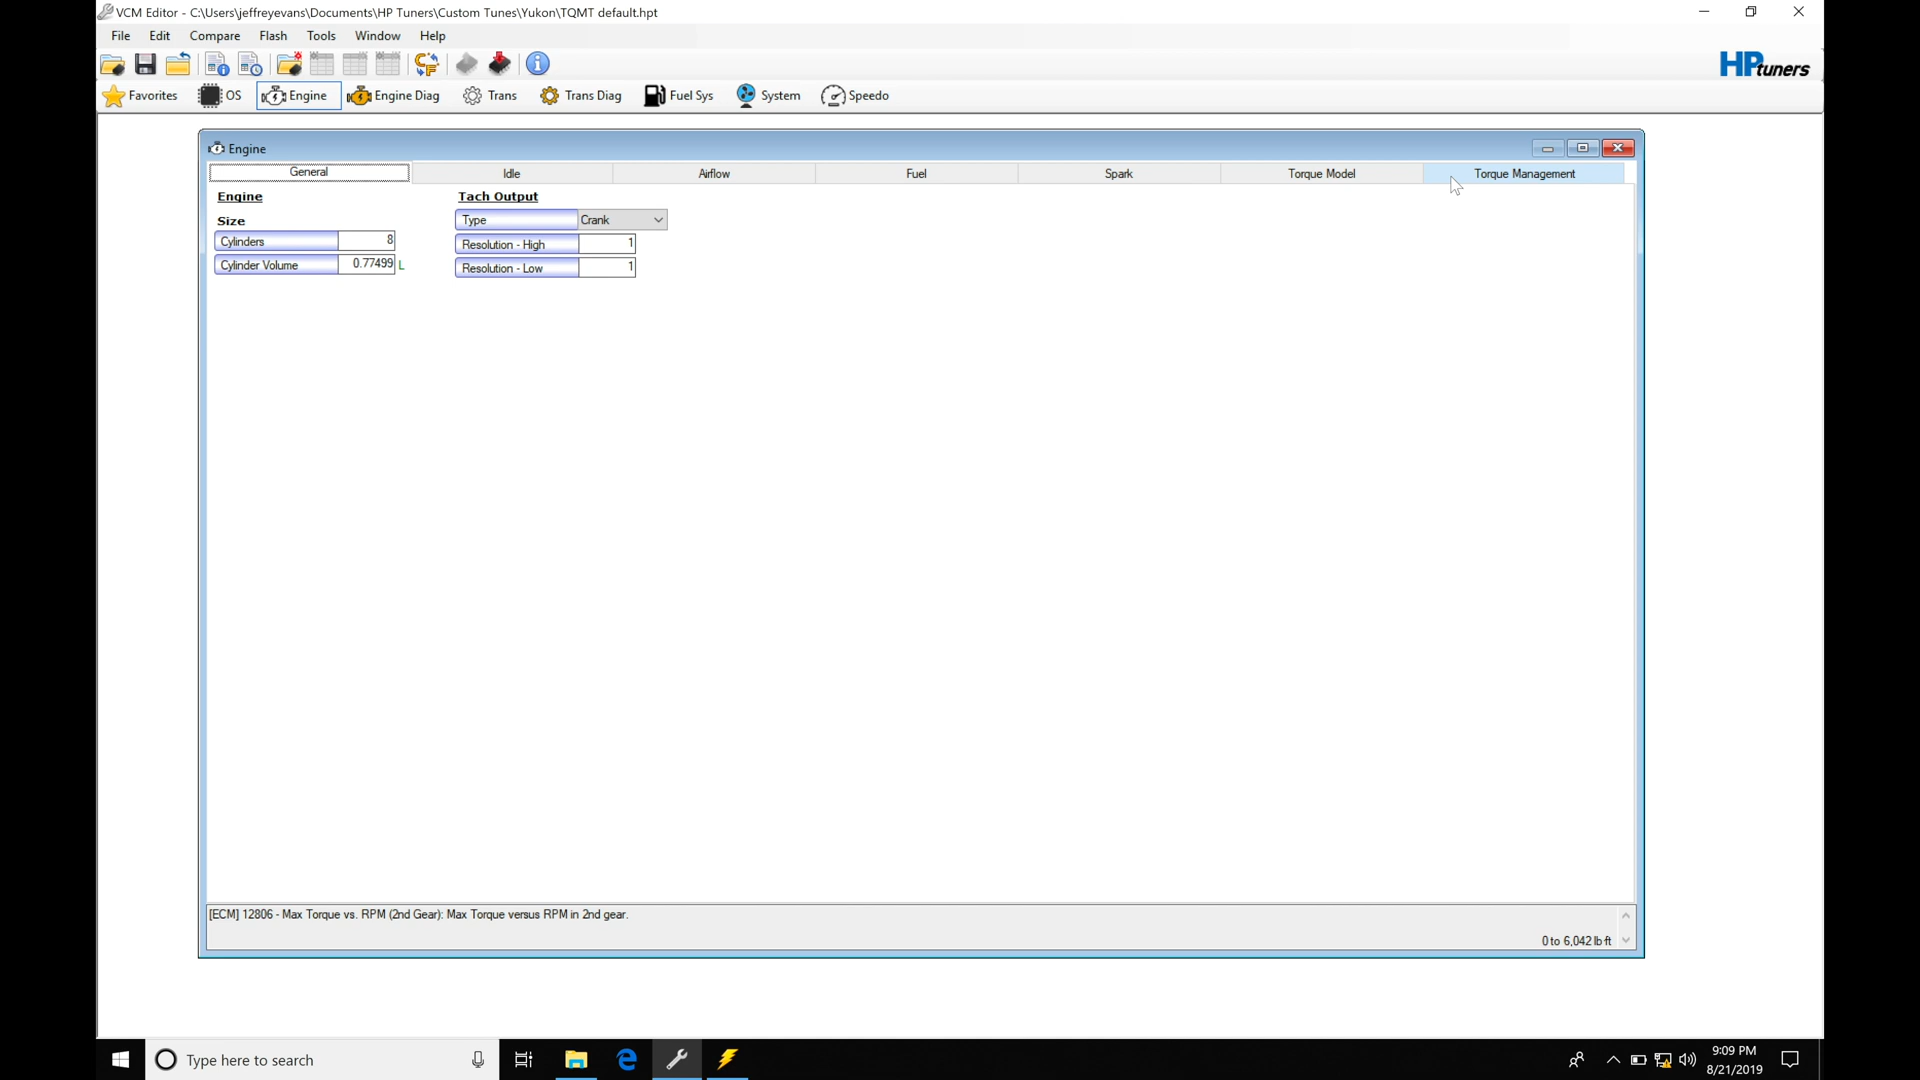 VCM Editor - C:\Users\jeffreyevans\Documents\HP Tuners\Custom Tunes\Yukon\TQMT default.hpt
File Edit Compare Flash Tools Window Help
HPtuners
Favorites OS Engine Engine Diag Trans Trans Diag Fuel Sys System Speedo
Engine
General Idle Airflow Fuel Spark Torque Model Torque Management
Engine Tach Output
Size Type Crank
Cylinders 8 Resolution - High 1
Cylinder Volume 0.77499 L Resolution - Low 1
[ECM] 12806 - Max Torque vs. RPM (2nd Gear): Max Torque versus RPM in 2nd gear.
0 to 6,042 lb ft
Type here to search
9:09 PM
8/21/2019